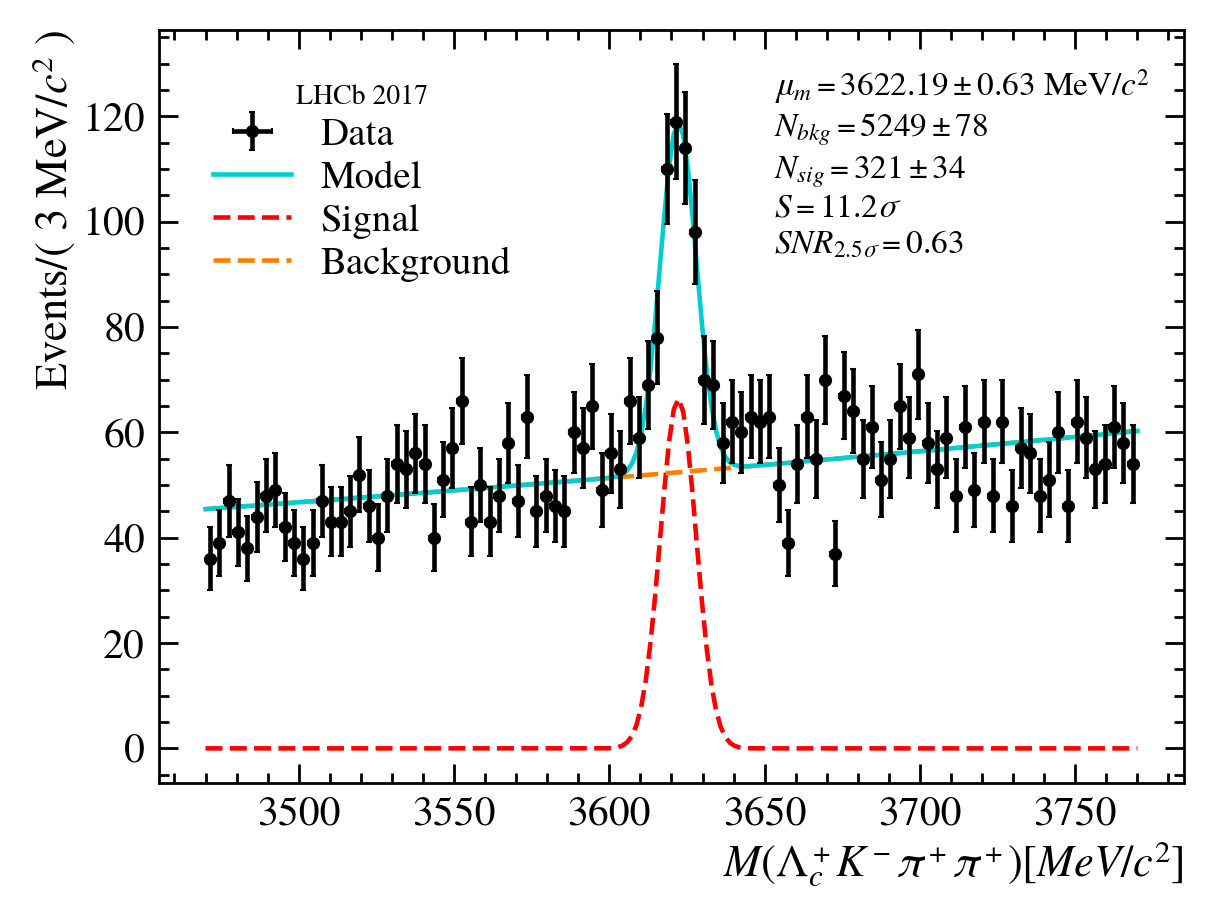 Events/( 3 MeV/c² )
120
100
80
60
40
20
0
LHCb 2017
Data
Model
Signal
Background
μ_m = 3622.19 ± 0.63 MeV/c²
N_bkg = 5249 ± 78
N_sig = 321 ± 34
S = 11.2σ
SNR_2.5σ = 0.63
3500 3550 3600 3650 3700 3750
M(Λ_c⁺ K⁻ π⁺ π⁺)[MeV/c²]